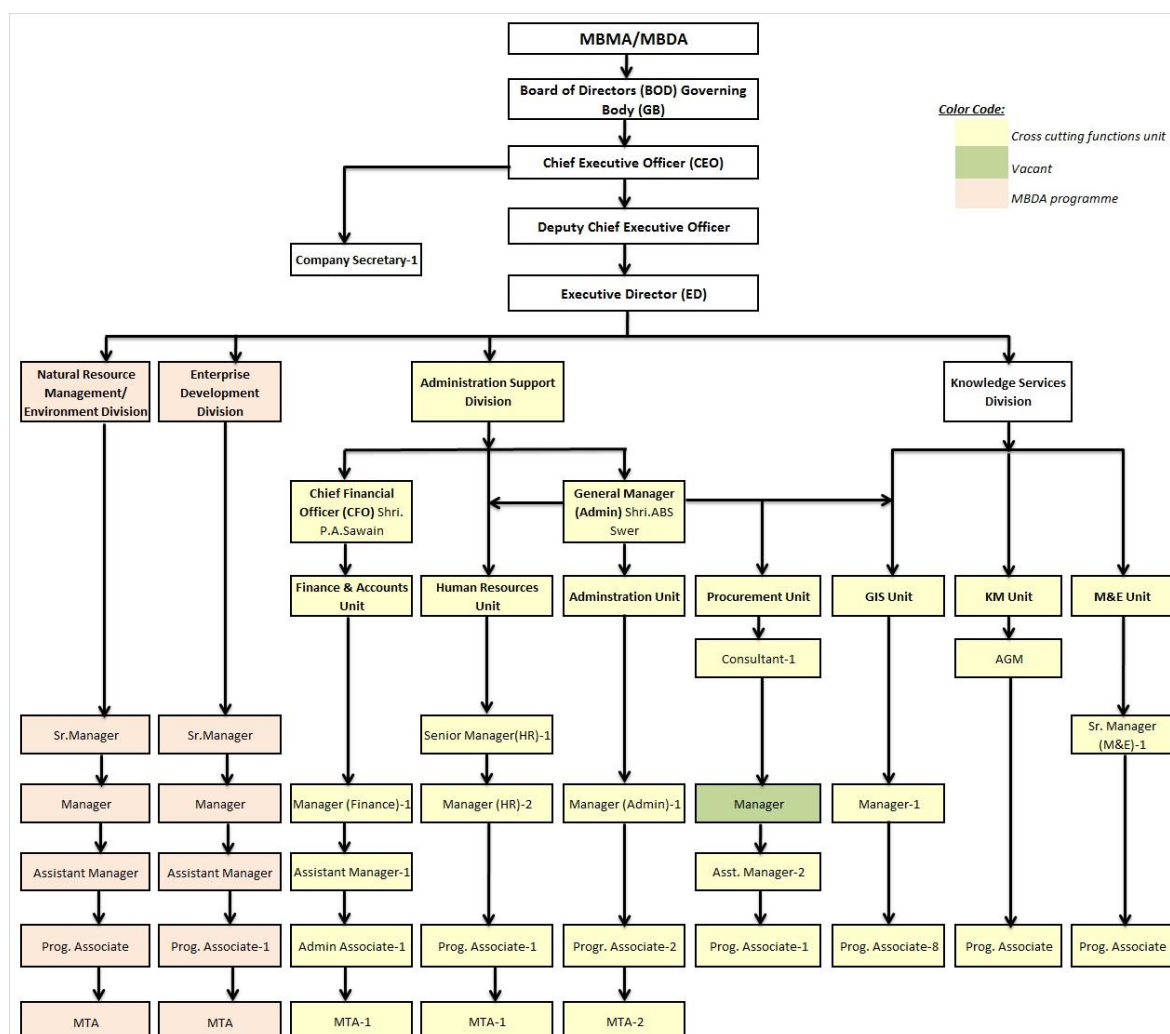 MBMA/MBDA
Board of Directors (BOD) Governing
Body (GB)
Color Code:
Cross cutting functions unit
Vacant
MBDA programme
Chief Executive Officer (CEO)
Deputy Chief Executive Officer
Company Secretary-1
Executive Director (ED)
Natural Resource
Management/
Environment Division
Enterprise
Development
Division
Administration Support
Division
Knowledge Services
Division
Chief Financial
Officer (CFO) Shri.
P.A.Sawain
General Manager
(Admin) Shri.ABS
Swer
Finance & Accounts
Unit
Human Resources
Unit
Adminstration Unit
Procurement Unit
GIS Unit
KM Unit
M&E Unit
Consultant-1
AGM
Sr.Manager
Sr.Manager
Senior Manager(HR)-1
Sr. Manager
(M&E)-1
Manager
Manager
Manager (Finance)-1
Manager (HR)-2
Manager (Admin)-1
Manager
Manager-1
Assistant Manager
Assistant Manager
Assistant Manager-1
Asst. Manager-2
Prog. Associate
Prog. Associate-1
Admin Associate-1
Prog. Associate-1
Progr. Associate-2
Prog. Associate-1
Prog. Associate-8
Prog. Associate
Prog. Associate
MTA
MTA
MTA-1
MTA-1
MTA-2